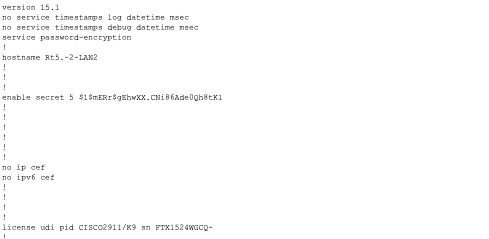 version 15.1
no service timestamps log datetime msec
no service timestamps debug datetime msec
service password-encryption
!
hostname Rt5.-2-LAN2
!
!
!
enable secret 5 $1$mERr$gEhwXX.CNi86Ade0Qh8tK1
!
!
!
!
!
!
no ip cef
no ipv6 cef
!
!
!
!
license udi pid CISCO2911/K9 sn FTX1524WGCQ-
!